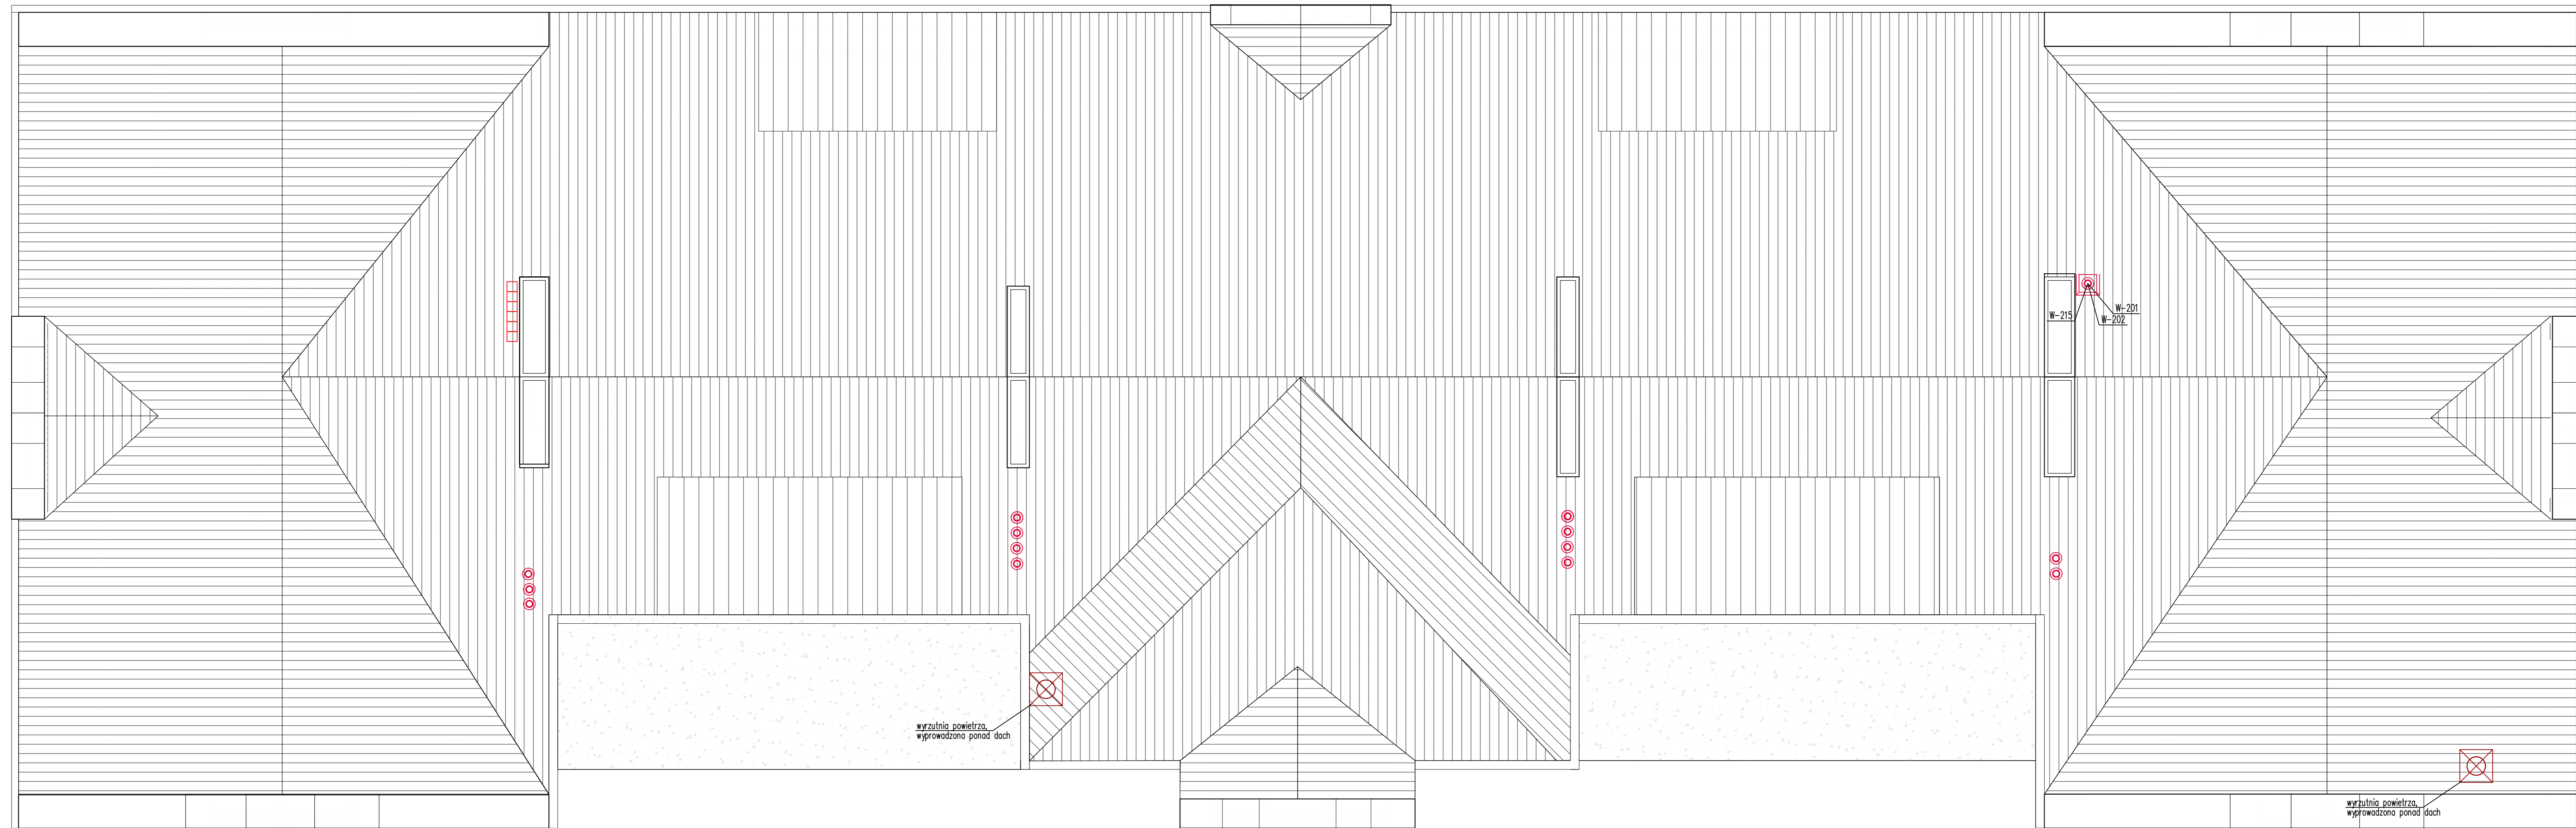 W-201
W-215
W-202
wyrzutnia powietrza,
wyprowadzona ponad dach
wyrzutnia powietrza,
wyprowadzona ponad dach